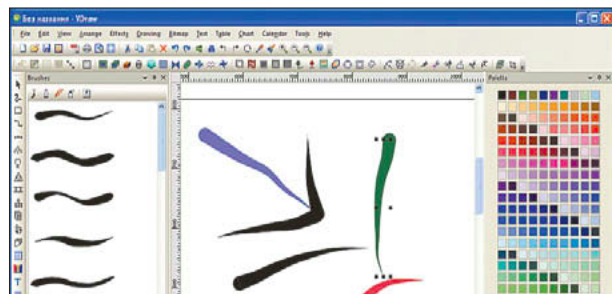 Без названия - VDraw
File Edit View Arrange Effects Drawing Bitmap Text Table Chart Calendar Tools Help
Brushes
Palette